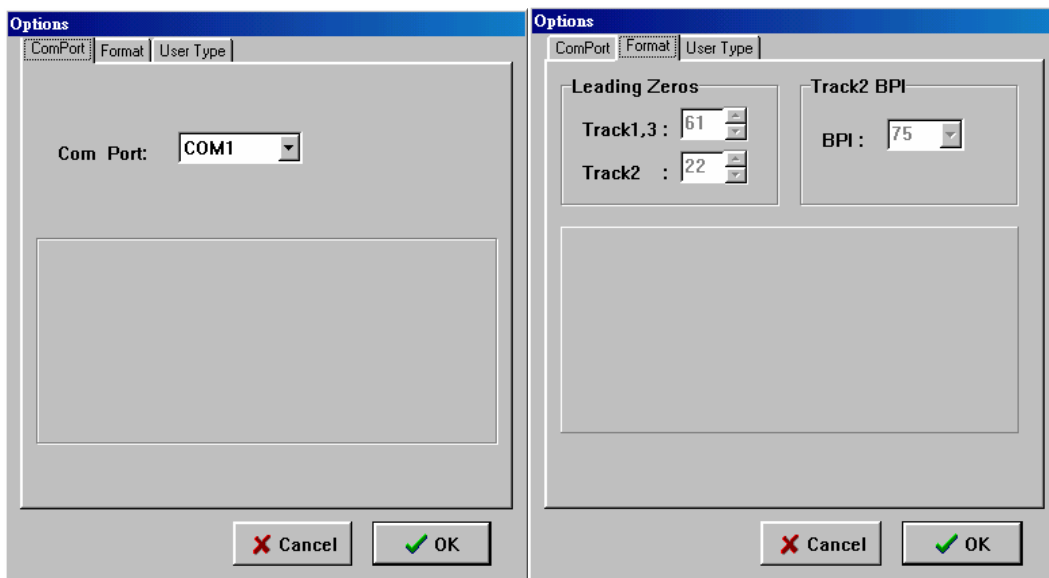 Options
ComPort Format User Type
Com Port: COM1
Cancel OK
Options
ComPort Format User Type
Leading Zeros
Track1,3 : 61
Track2 : 22
Track2 BPI
BPI : 75
Cancel OK